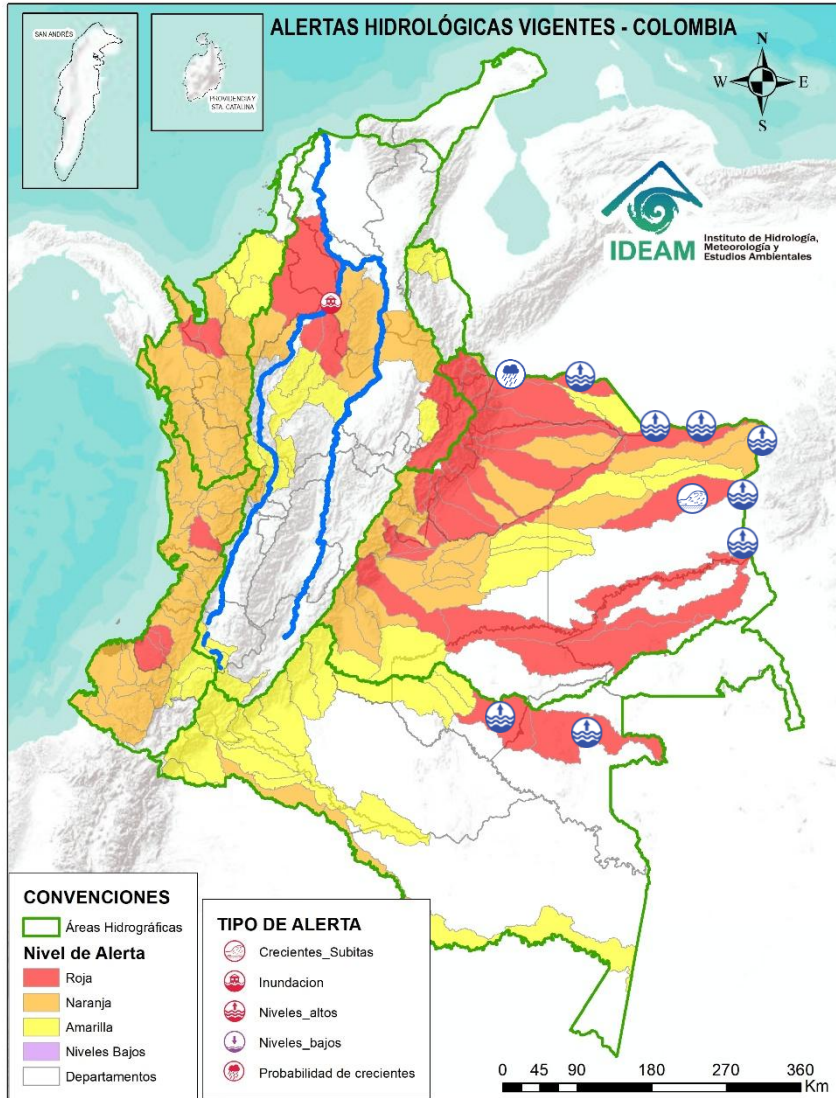 ALERTAS HIDROLÓGICAS VIGENTES - COLOMBIA
SAN ANDRÉS
PROVIDENCIA Y
STA. CATALINA
N
W
E
S
IDEAM
Instituto de Hidrología,
Meteorología y
Estudios Ambientales
CONVENCIONES
Áreas Hidrográficas
Nivel de Alerta
Roja
Naranja
Amarilla
Niveles Bajos
Departamentos
TIPO DE ALERTA
Crecientes_Subitas
Inundacion
Niveles_altos
Niveles_bajos
Probabilidad de crecientes
0 45 90 180 270 360
Km